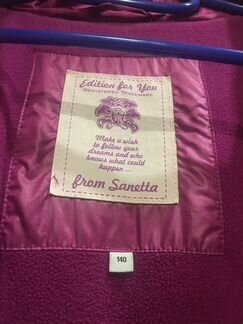 Edition for You
REGISTERED TRADEMARK
Make a wish
to follow your
dreams and who
knows what could
happen ...
from Sanetta
140